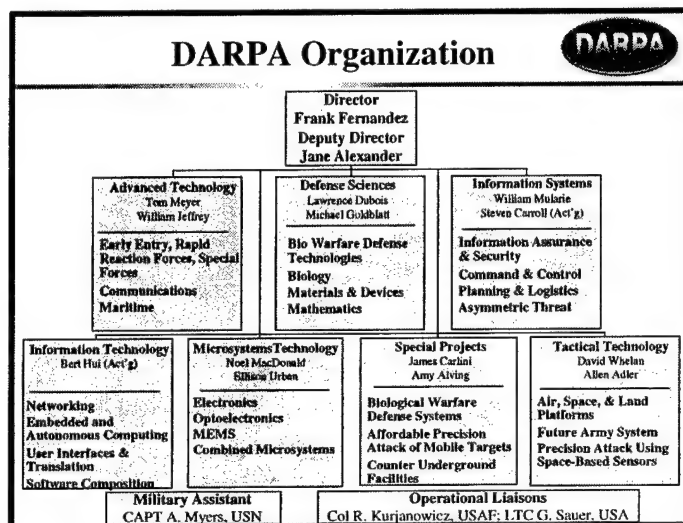 DARPA Organization
DARPA
Director
Frank Fernandez
Deputy Director
Jane Alexander
Advanced Technology
Tom Meyer
William Jeffrey
Early Entry, Rapid
Reaction Forces, Special
Forces
Communications
Maritime
Defense Sciences
Lawrence Dubois
Michael Goldblatt
Bio Warfare Defense
Technologies
Biology
Materials & Devices
Mathematics
Information Systems
William Mularie
Steven Carroll (Act'g)
Information Assurance
& Security
Command & Control
Planning & Logistics
Asymmetric Threat
Information Technology
Bert Hui (Act'g)
Networking
Embedded and
Autonomous Computing
User Interfaces &
Translation
Software Composition
Microsystems Technology
Noel MacDonald
Ellison Urban
Electronics
Optoelectronics
MEMS
Combined Microsystems
Special Projects
James Carlini
Amy Alving
Biological Warfare
Defense Systems
Affordable Precision
Attack of Mobile Targets
Counter Underground
Facilities
Tactical Technology
David Whelan
Allen Adler
Air, Space, & Land
Platforms
Future Army System
Precision Attack Using
Space-Based Sensors
Military Assistant
CAPT A. Myers, USN
Operational Liaisons
Col R. Kurjanowicz, USAF; LTC G. Sauer, USA